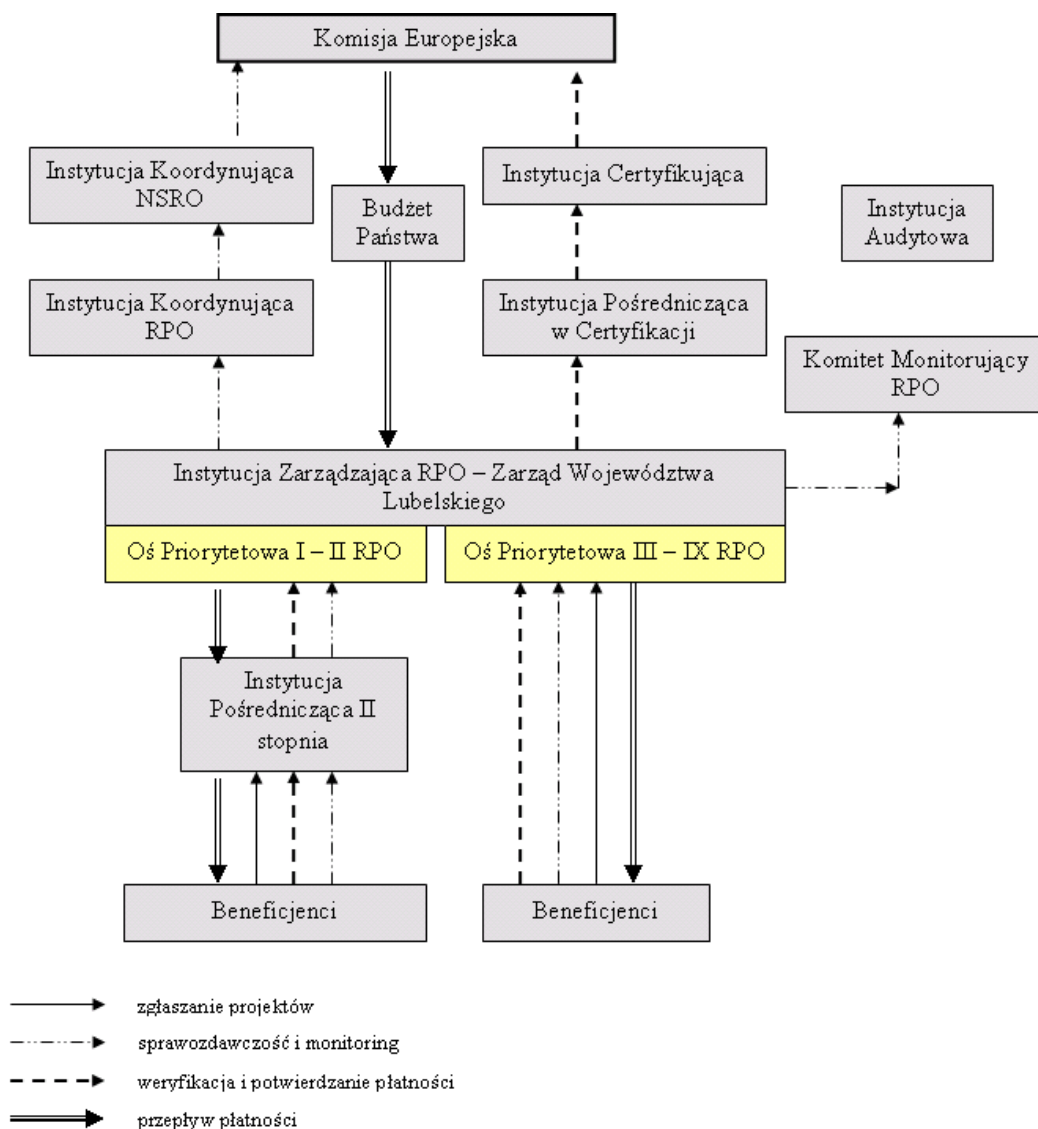 Komisja Europejska
Instytucja Koordynująca
NSRO
Budżet
Państwa
Instytucja Certyfikująca
Instytucja
Audytowa
Instytucja Koordynująca
RPO
Instytucja Pośrednicząca
w Certyfikacji
Komitet Monitorujący
RPO
Instytucja Zarządzająca RPO – Zarząd Województwa
Lubelskiego
Oś Priorytetowa I – II RPO
Oś Priorytetowa III – IX RPO
Instytucja
Pośrednicząca II
stopnia
Beneficjenci
Beneficjenci
zgłaszanie projektów
sprawozdawczość i monitoring
weryfikacja i potwierdzanie płatności
przepływ płatności